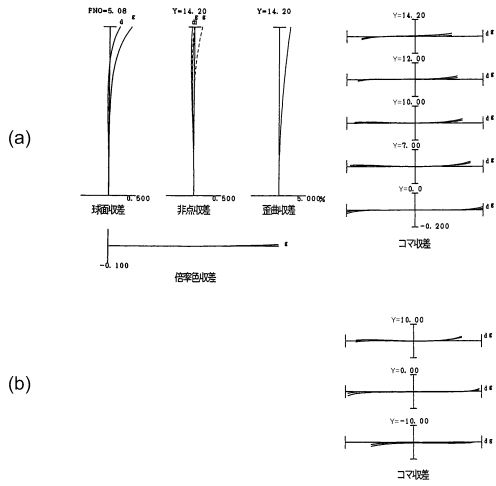 (a)
FNO=5.08
d g
0.500
球面収差
Y=14.20
d g g
0.500
非点収差
Y=14.20
5.000%
歪曲収差
g
-0.100
倍率色収差
Y=14.20
d g
Y=12.00
d g
Y=10.00
d g
Y=7.00
d g
Y=0.0
d g
-0.200
コマ収差
(b)
Y=10.00
d g
Y=0.00
d g
Y=-10.00
d g
コマ収差